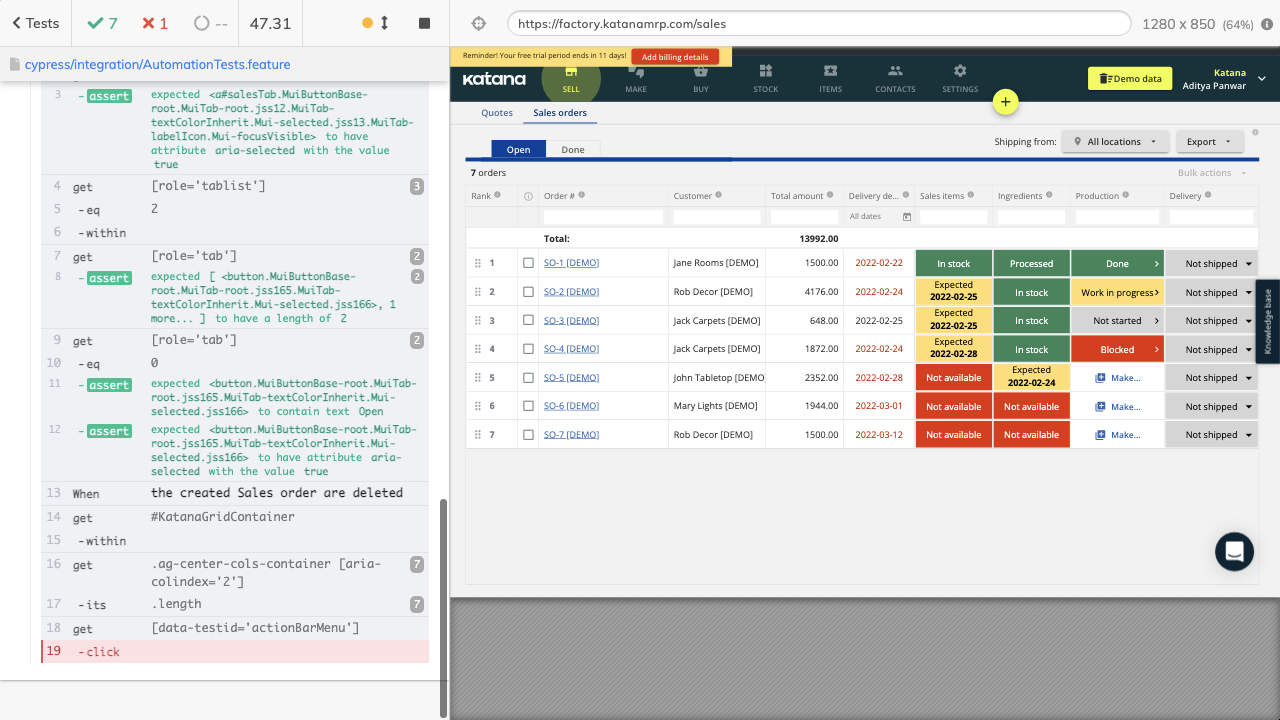 Tests
7
1
--
47.31
https://factory.katanamrp.com/sales
1280 x 850 (64%)
cypress/integration/AutomationTests.feature
3 -assert expected <a#salesTab.MuiButtonBase-
root.MuiTab-root.jss12.MuiTab-
textColorInherit.Mui-selected.jss13.MuiTab-
labelIcon.Mui-focusVisible> to have
attribute aria-selected with the value
true
4 get [role='tablist'] 3
5 -eq 2
6 -within
7 get [role='tab'] 2
8 -assert expected [ <button.MuiButtonBase- 2
root.jss165.MuiTab-
textColorInherit.Mui-selected.jss166>, 1
more... ] to have a length of 2
9 get [role='tab'] 2
10 -eq 0
11 -assert expected <button.MuiButtonBase-root.MuiTab-
root.jss165.MuiTab-textColorInherit.Mui-
selected.jss166> to contain text Open
12 -assert expected <button.MuiButtonBase-root.MuiTab-
root.jss165.MuiTab-textColorInherit.Mui-
selected.jss166> to have attribute aria-
selected with the value true
13 When the created Sales order are deleted
14 get #KatanaGridContainer
15 -within
16 get .ag-center-cols-container [aria- 7
colindex='2']
17 -its .length 7
18 get [data-testid='actionBarMenu']
19 -click
Reminder! Your free trial period ends in 11 days! Add billing details
katana SELL MAKE BUY STOCK ITEMS CONTACTS SETTINGS Demo data Katana
Aditya Panwar
+
Quotes Sales orders
Open Done Shipping from: All locations Export
7 orders Bulk actions
Rank Order # Customer Total amount Delivery de... Sales items Ingredients Production Delivery
All dates
Total: 13992.00
1 SO-1 [DEMO] Jane Rooms [DEMO] 1500.00 2022-02-22 In stock Processed Done Not shipped
2 SO-2 [DEMO] Rob Decor [DEMO] 4176.00 2022-02-24 Expected 2022-02-25 In stock Work in progress Not shipped
3 SO-3 [DEMO] Jack Carpets [DEMO] 648.00 2022-02-25 Expected 2022-02-25 In stock Not started Not shipped
4 SO-4 [DEMO] Jack Carpets [DEMO] 1872.00 2022-02-24 Expected 2022-02-28 In stock Blocked Not shipped
5 SO-5 [DEMO] John Tabletop [DEMO 2352.00 2022-02-28 Not available Expected 2022-02-24 Make... Not shipped
6 SO-6 [DEMO] Mary Lights [DEMO] 1944.00 2022-03-01 Not available Not available Make... Not shipped
7 SO-7 [DEMO] Rob Decor [DEMO] 1500.00 2022-03-12 Not available Not available Make... Not shipped
Knowledge base